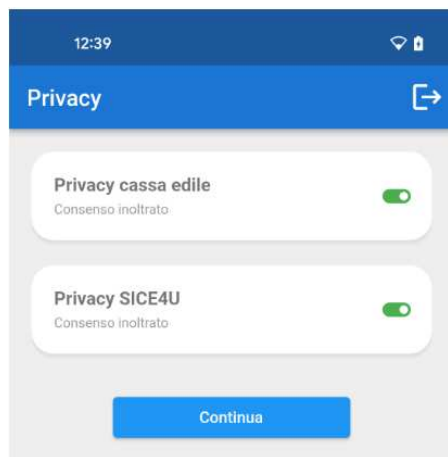 12:39
Privacy
Privacy cassa edile
Consenso inoltrato
Privacy SICE4U
Consenso inoltrato
Continua